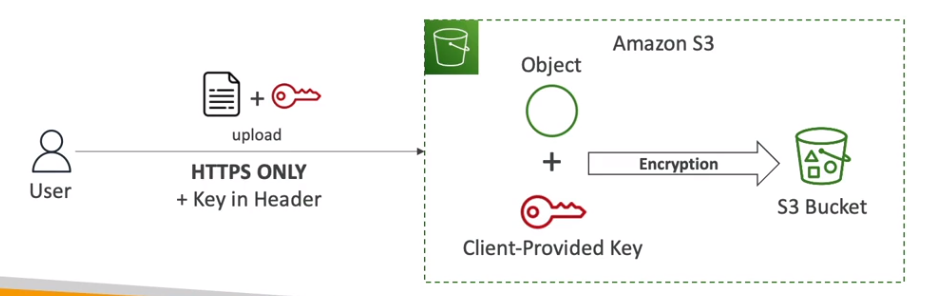 Amazon S3
Object
+
upload
HTTPS ONLY
+ Key in Header
User
+
Encryption
S3 Bucket
Client-Provided Key